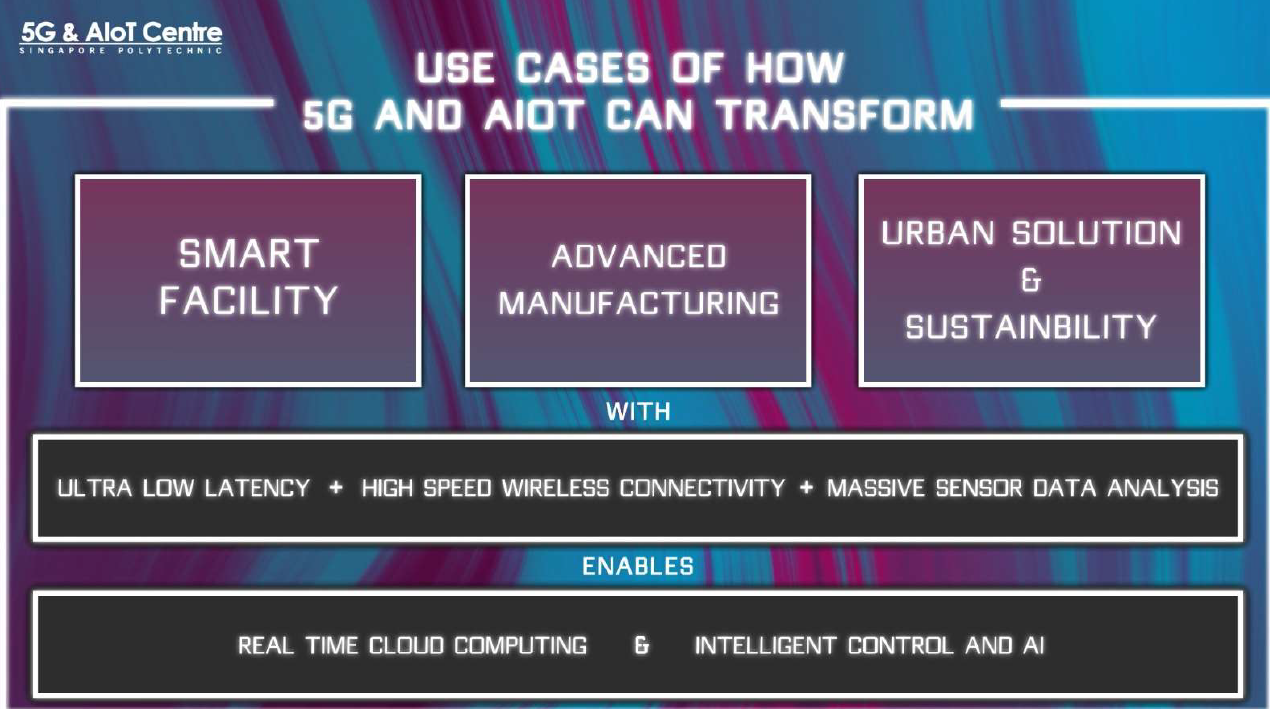 5G & AIoT Centre
SINGAPORE POLYTECHNIC
USE CASES OF HOW
5G AND AIOT CAN TRANSFORM
SMART
FACILITY
ADVANCED
MANUFACTURING
URBAN SOLUTION
&
SUSTAINBILITY
WITH
ULTRA LOW LATENCY + HIGH SPEED WIRELESS CONNECTIVITY + MASSIVE SENSOR DATA ANALYSIS
ENABLES
REAL TIME CLOUD COMPUTING & INTELLIGENT CONTROL AND AI